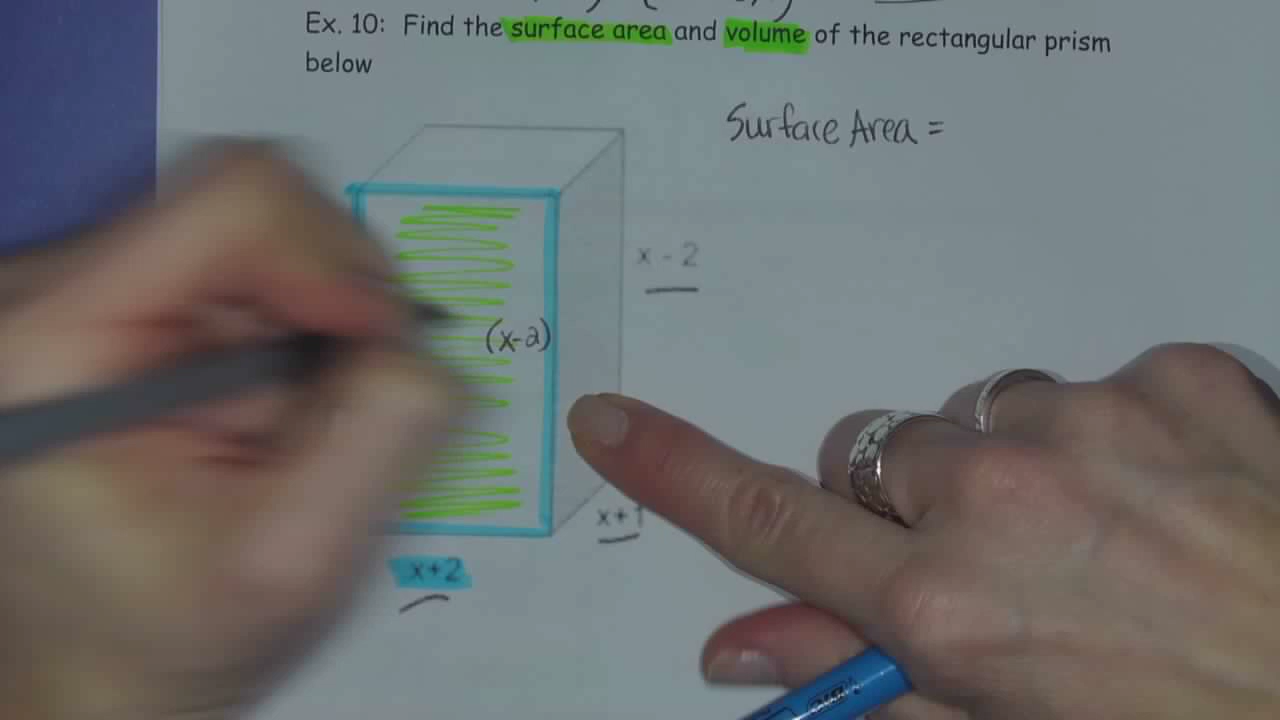 Ex. 10: Find the surface area and volume of the rectangular prism
below
Surface Area =
x - 2
(x-2)
x+1
x+2